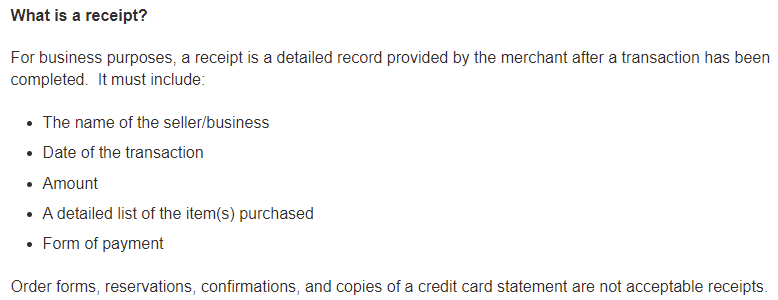 What is a receipt?
For business purposes, a receipt is a detailed record provided by the merchant after a transaction has been
completed.  It must include:
• The name of the seller/business
• Date of the transaction
• Amount
• A detailed list of the item(s) purchased
• Form of payment
Order forms, reservations, confirmations, and copies of a credit card statement are not acceptable receipts.